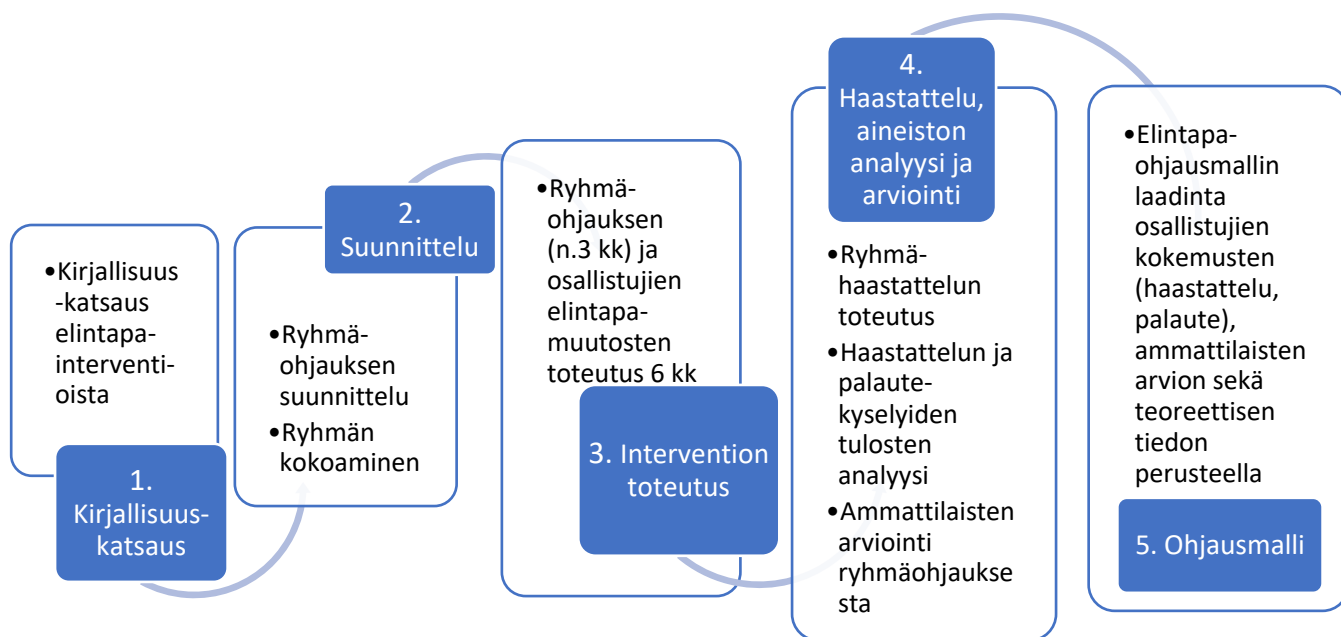 •Kirjallisuus
-katsaus
elintapa-
interventi-
oista
1.
Kirjallisuus-
katsaus
2.
Suunnittelu
•Ryhmä-
ohjauksen
suunnittelu
•Ryhmän
kokoaminen
•Ryhmä-
ohjauksen
(n.3 kk) ja
osallistujien
elintapa-
muutosten
toteutus 6 kk
3. Intervention
toteutus
4.
Haastattelu,
aineiston
analyysi ja
arviointi
•Ryhmä-
haastattelun
toteutus
•Haastattelun ja
palaute-
kyselyiden
tulosten
analyysi
•Ammattilaisten
arviointi
ryhmäohjaukse
sta
•Elintapa-
ohjausmallin
laadinta
osallistujien
kokemusten
(haastattelu,
palaute),
ammattilaisten
arvion sekä
teoreettisen
tiedon
perusteella
5. Ohjausmalli